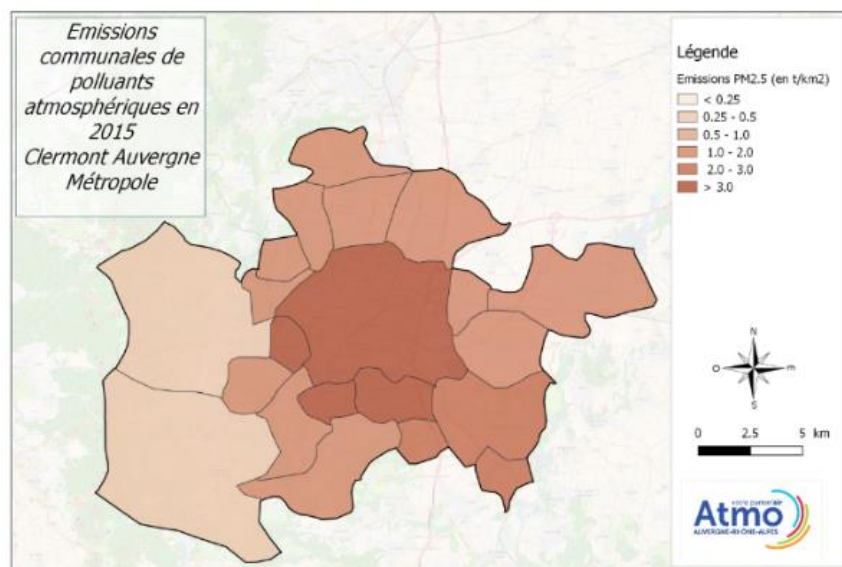 Emissions
communales de
polluants
atmosphériques en
2015
Clermont Auvergne
Métropole
Légende
Emissions PM2.5 (en t/km2)
< 0.25
0.25 - 0.5
0.5 - 1.0
1.0 - 2.0
2.0 - 3.0
> 3.0
N
O
S
0 2.5 5 km
Atmo
AUVERGNE-RHÔNE-ALPES